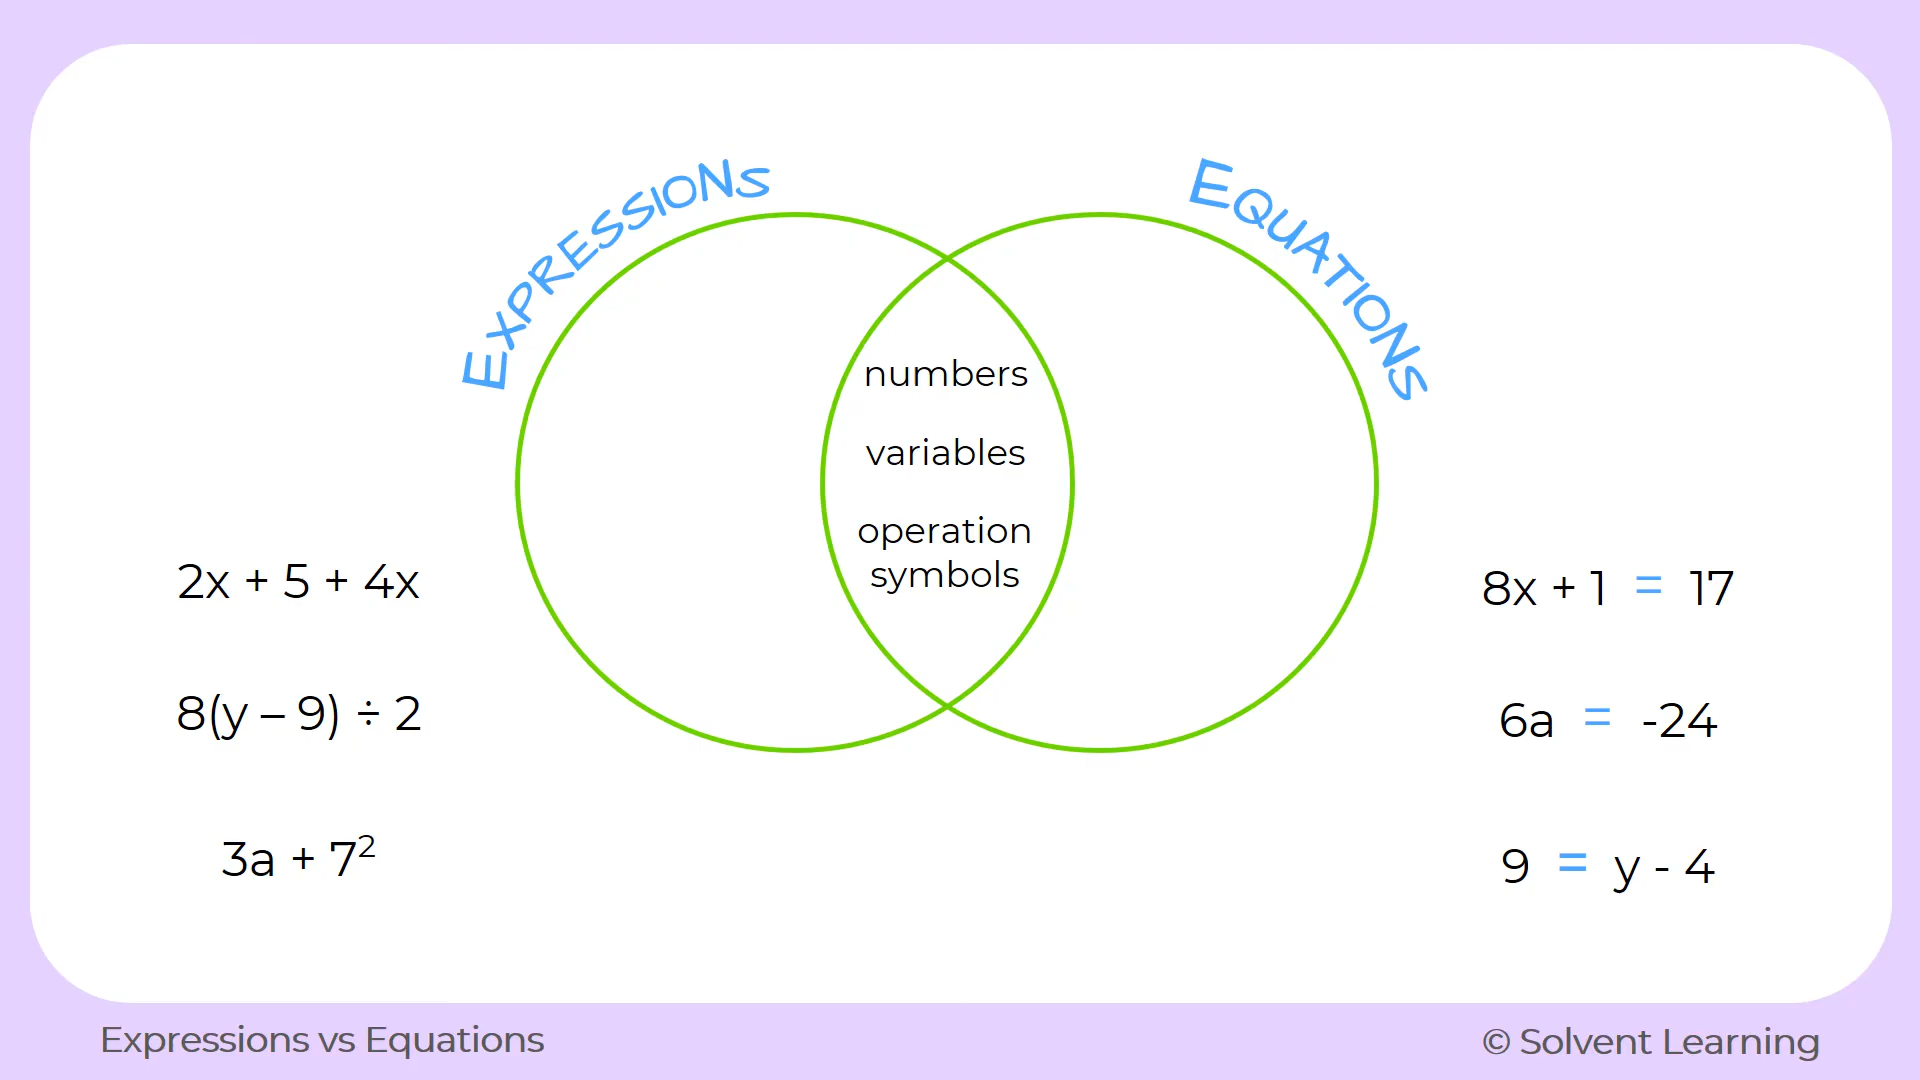 Expressions
Equations
numbers
variables
operation
symbols
2x + 5 + 4x
8(y – 9) ÷ 2
3a + 7²
8x + 1 = 17
6a = -24
9 = y - 4
Expressions vs Equations
© Solvent Learning